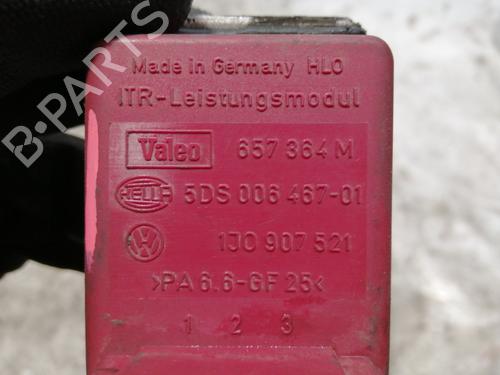 Made in Germany HLO
ITR-Leistungsmodul
Valeo 657 364 M
HELLA 5DS 006 467-01
VW 1J0 907 521
>PA 6.6-GF 25<
1 2 3
B-PARTS